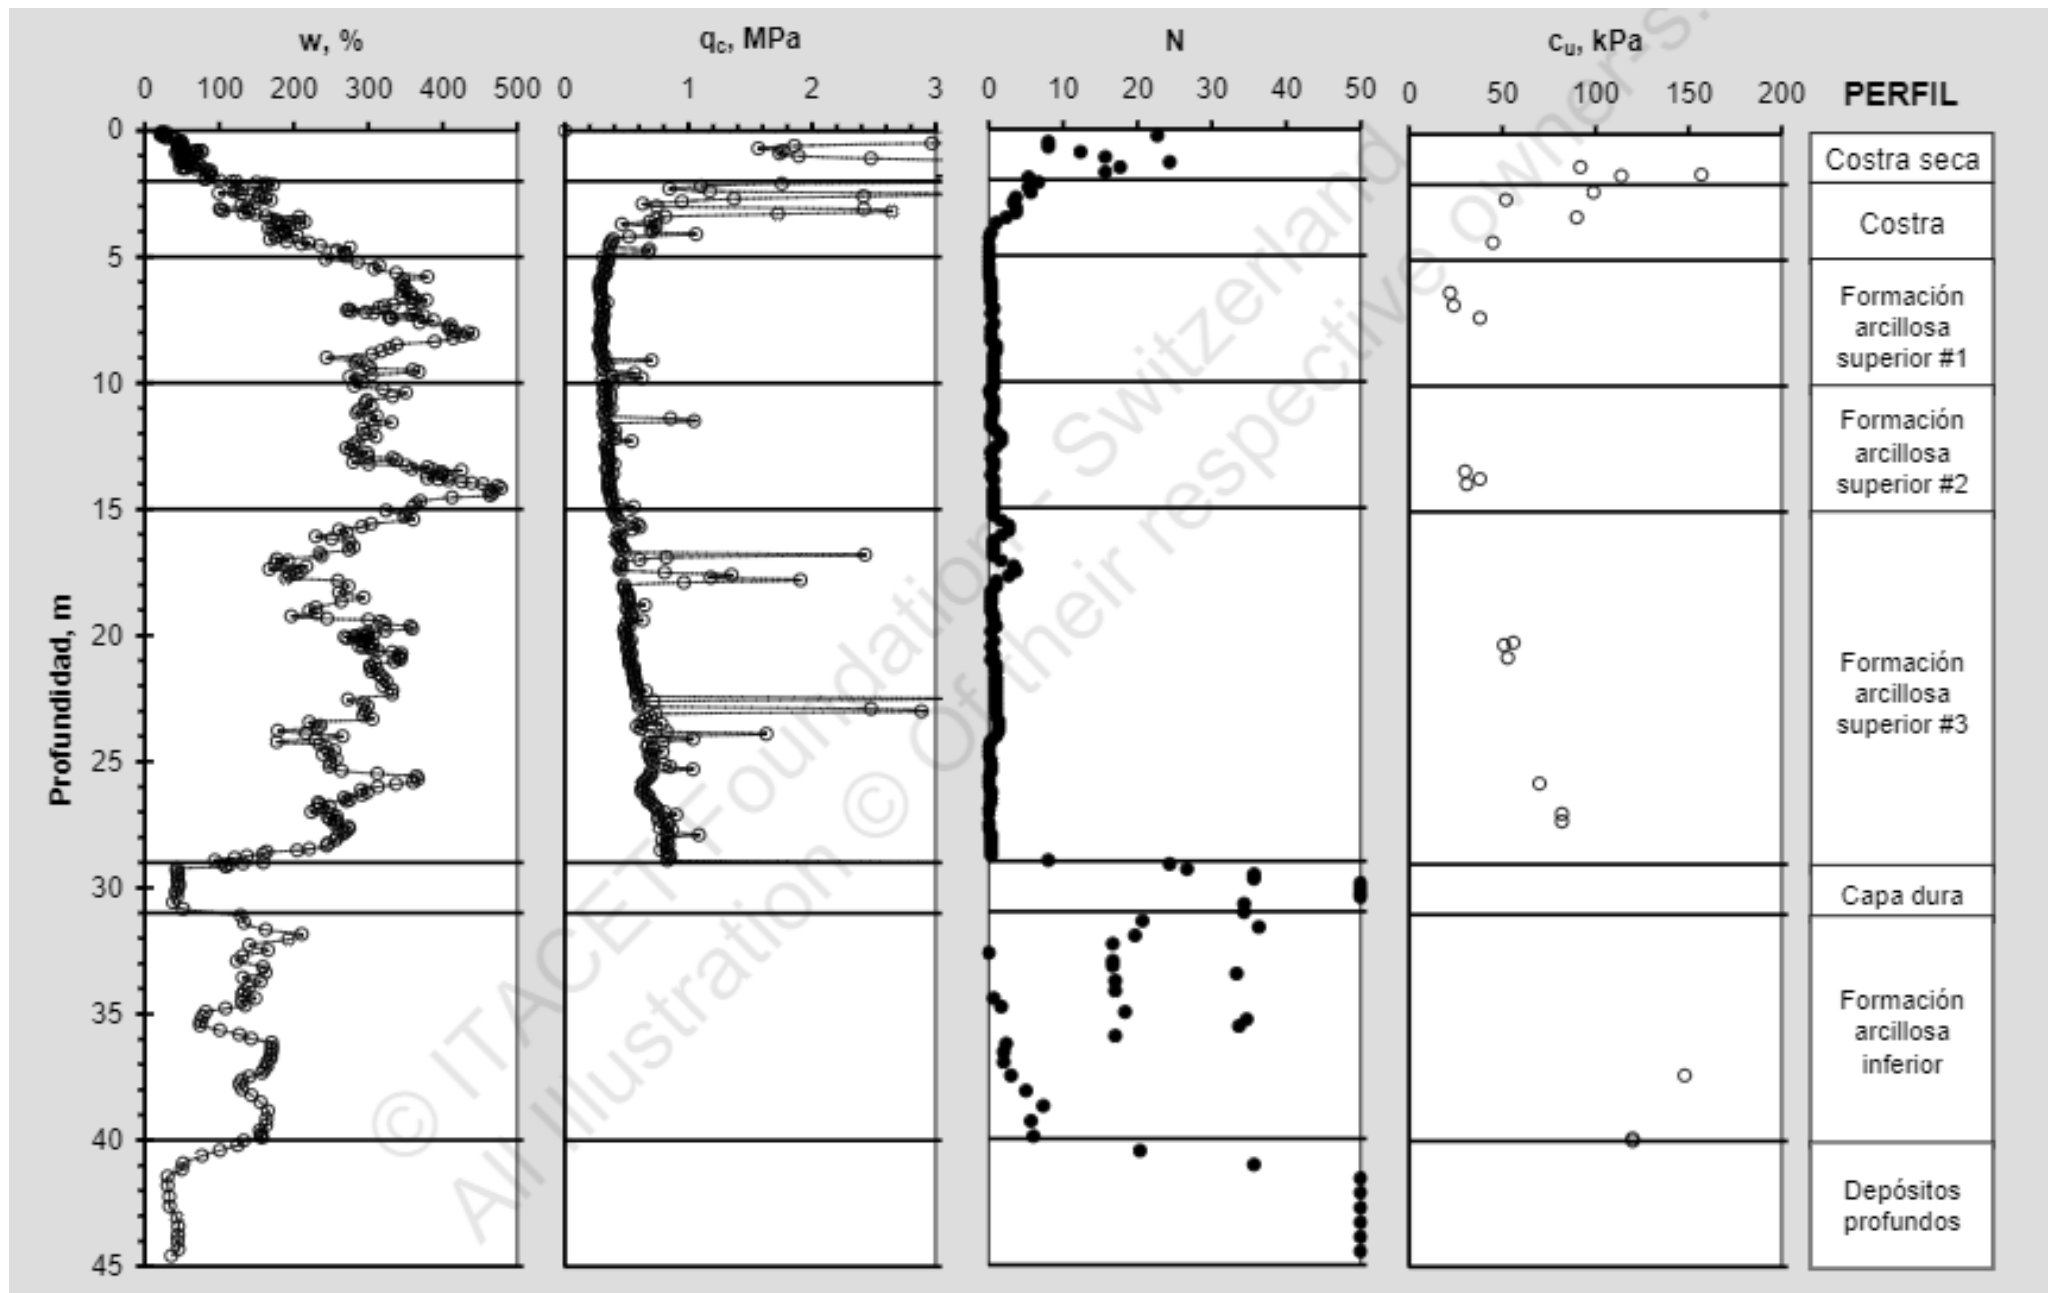 w, %
qc, MPa
N
cu, kPa
0 100 200 300 400 500
0 1 2 3
0 10 20 30 40 50
0 50 100 150 200
PERFIL
0
5
10
15
20
25
30
35
40
45
Profundidad, m
Costra seca
Costra
Formación
arcillosa
superior #1
Formación
arcillosa
superior #2
Formación
arcillosa
superior #3
Capa dura
Formación
arcillosa
inferior
Depósitos
profundos
© ITACET Foundation - Switzerland
All Illustration © Of their respective owner-s.